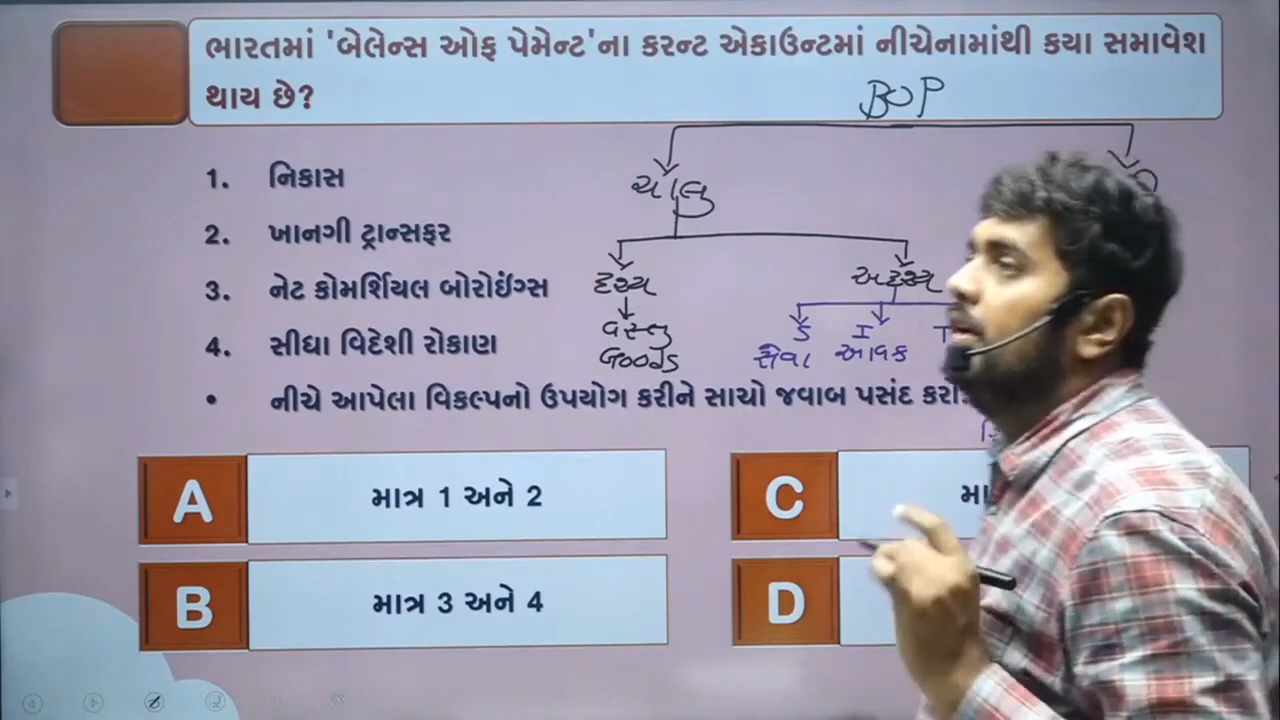 ભારતમાં 'બેલેન્સ ઓફ પેમેન્ટ'ના કરન્ટ એકાઉન્ટમાં નીચેનામાંથી કયા સમાવેશ
થાય છે?
BOP
1. નિકાસ
ચાલુ
2. ખાનગી ટ્રાન્સફર
3. નેટ કોમર્શિયલ બોરોઈંગ્સ
દૃશ્ય
અદૃશ્ય
4. સીધા વિદેશી રોકાણ
વસ્તુ
Goods
S
સેવા
I
આવક
T
• નીચે આપેલા વિકલ્પનો ઉપયોગ કરીને સાચો જવાબ પસંદ કરો:
A માત્ર 1 અને 2
C
B માત્ર 3 અને 4
D